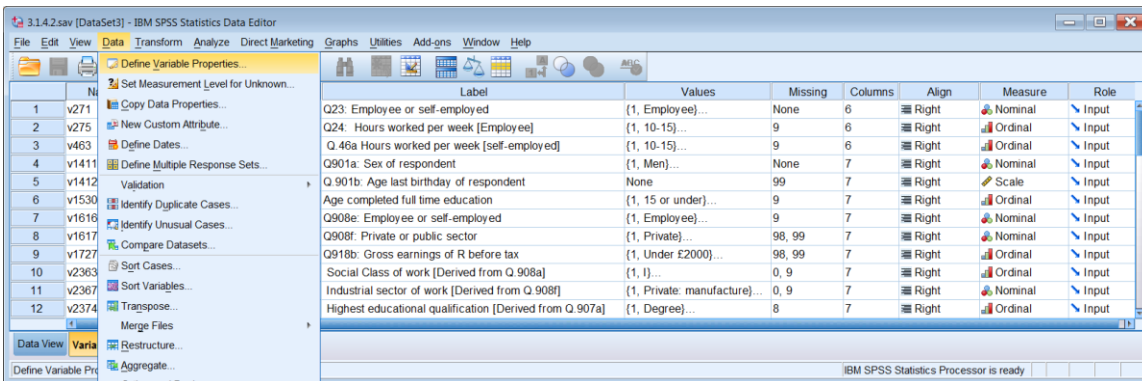 3.1.4.2.sav [DataSet3] - IBM SPSS Statistics Data Editor
File Edit View Data Transform Analyze Direct Marketing Graphs Utilities Add-ons Window Help
Define Variable Properties...
Set Measurement Level for Unknown...
Copy Data Properties...
New Custom Attribute...
Define Dates...
Define Multiple Response Sets...
Validation
Identify Duplicate Cases...
Identify Unusual Cases...
Compare Datasets...
Sort Cases...
Sort Variables...
Transpose...
Merge Files
Restructure...
Aggregate...
Na Label Values Missing Columns Align Measure Role
1 v271 Q23: Employee or self-employed {1, Employee}... None 6 Right Nominal Input
2 v275 Q24: Hours worked per week [Employee] {1, 10-15}... 9 6 Right Ordinal Input
3 v463 Q.46a Hours worked per week [self-employed] {1, 10-15}... 9 6 Right Ordinal Input
4 v1411 Q901a: Sex of respondent {1, Men}... None 7 Right Nominal Input
5 v1412 Q.901b: Age last birthday of respondent None 99 7 Right Scale Input
6 v1530 Age completed full time education {1, 15 or under}... 9 7 Right Ordinal Input
7 v1616 Q908e: Employee or self-employed {1, Employee}... 9 7 Right Nominal Input
8 v1617 Q908f: Private or public sector {1, Private}... 98, 99 7 Right Nominal Input
9 v1727 Q918b: Gross earnings of R before tax {1, Under £2000}... 98, 99 7 Right Ordinal Input
10 v2363 Social Class of work [Derived from Q.908a] {1, I}... 0, 9 7 Right Ordinal Input
11 v2367 Industrial sector of work [Derived from Q.908f] {1, Private: manufacture}... 0, 9 7 Right Nominal Input
12 v2374 Highest educational qualification [Derived from Q.907a] {1, Degree}... 8 7 Right Ordinal Input
Data View Varia
Define Variable Pro IBM SPSS Statistics Processor is ready